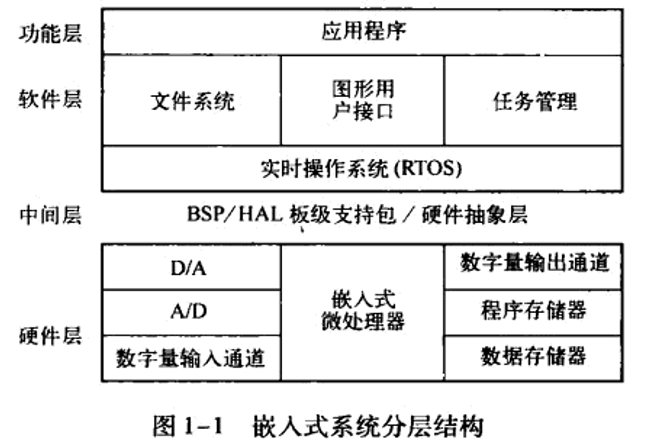 功能层
应用程序
软件层
文件系统
图形用
户接口
任务管理
实时操作系统(RTOS)
中间层
BSP/HAL 板级支持包/硬件抽象层
硬件层
D/A
A/D
数字量输入通道
嵌入式
微处理器
数字量输出通道
程序存储器
数据存储器
图1-1 嵌入式系统分层结构